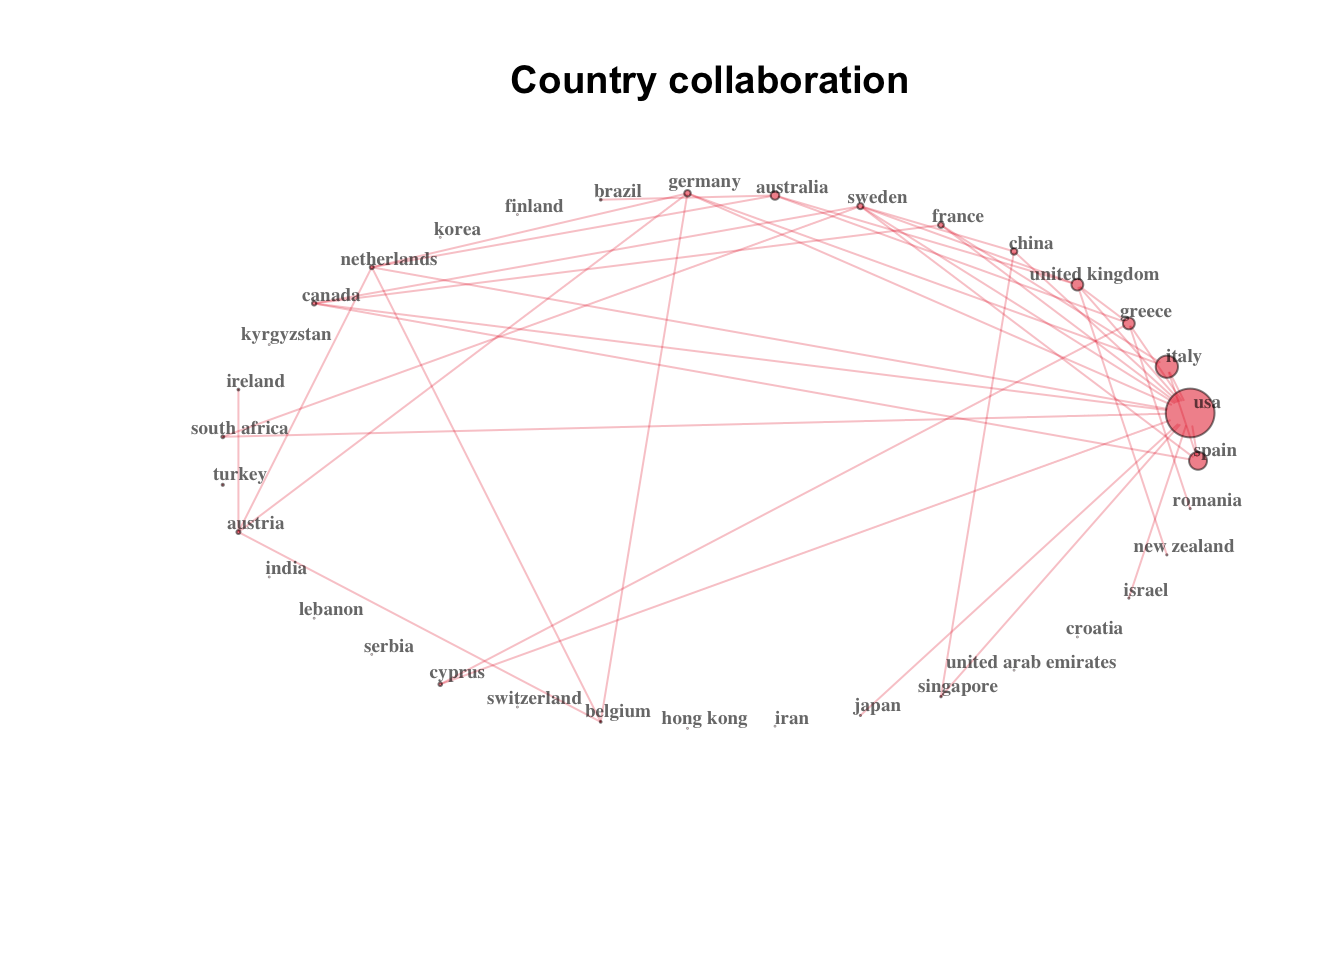 Country collaboration
germany
australia
brazil
sweden
finland
france
korea
china
netherlands
united kingdom
canada
greece
kyrgyzstan
italy
ireland
usa
south africa
spain
turkey
romania
austria
new zealand
india
israel
lebanon
croatia
serbia
united arab emirates
cyprus
singapore
switzerland
belgium
japan
hong kong
iran